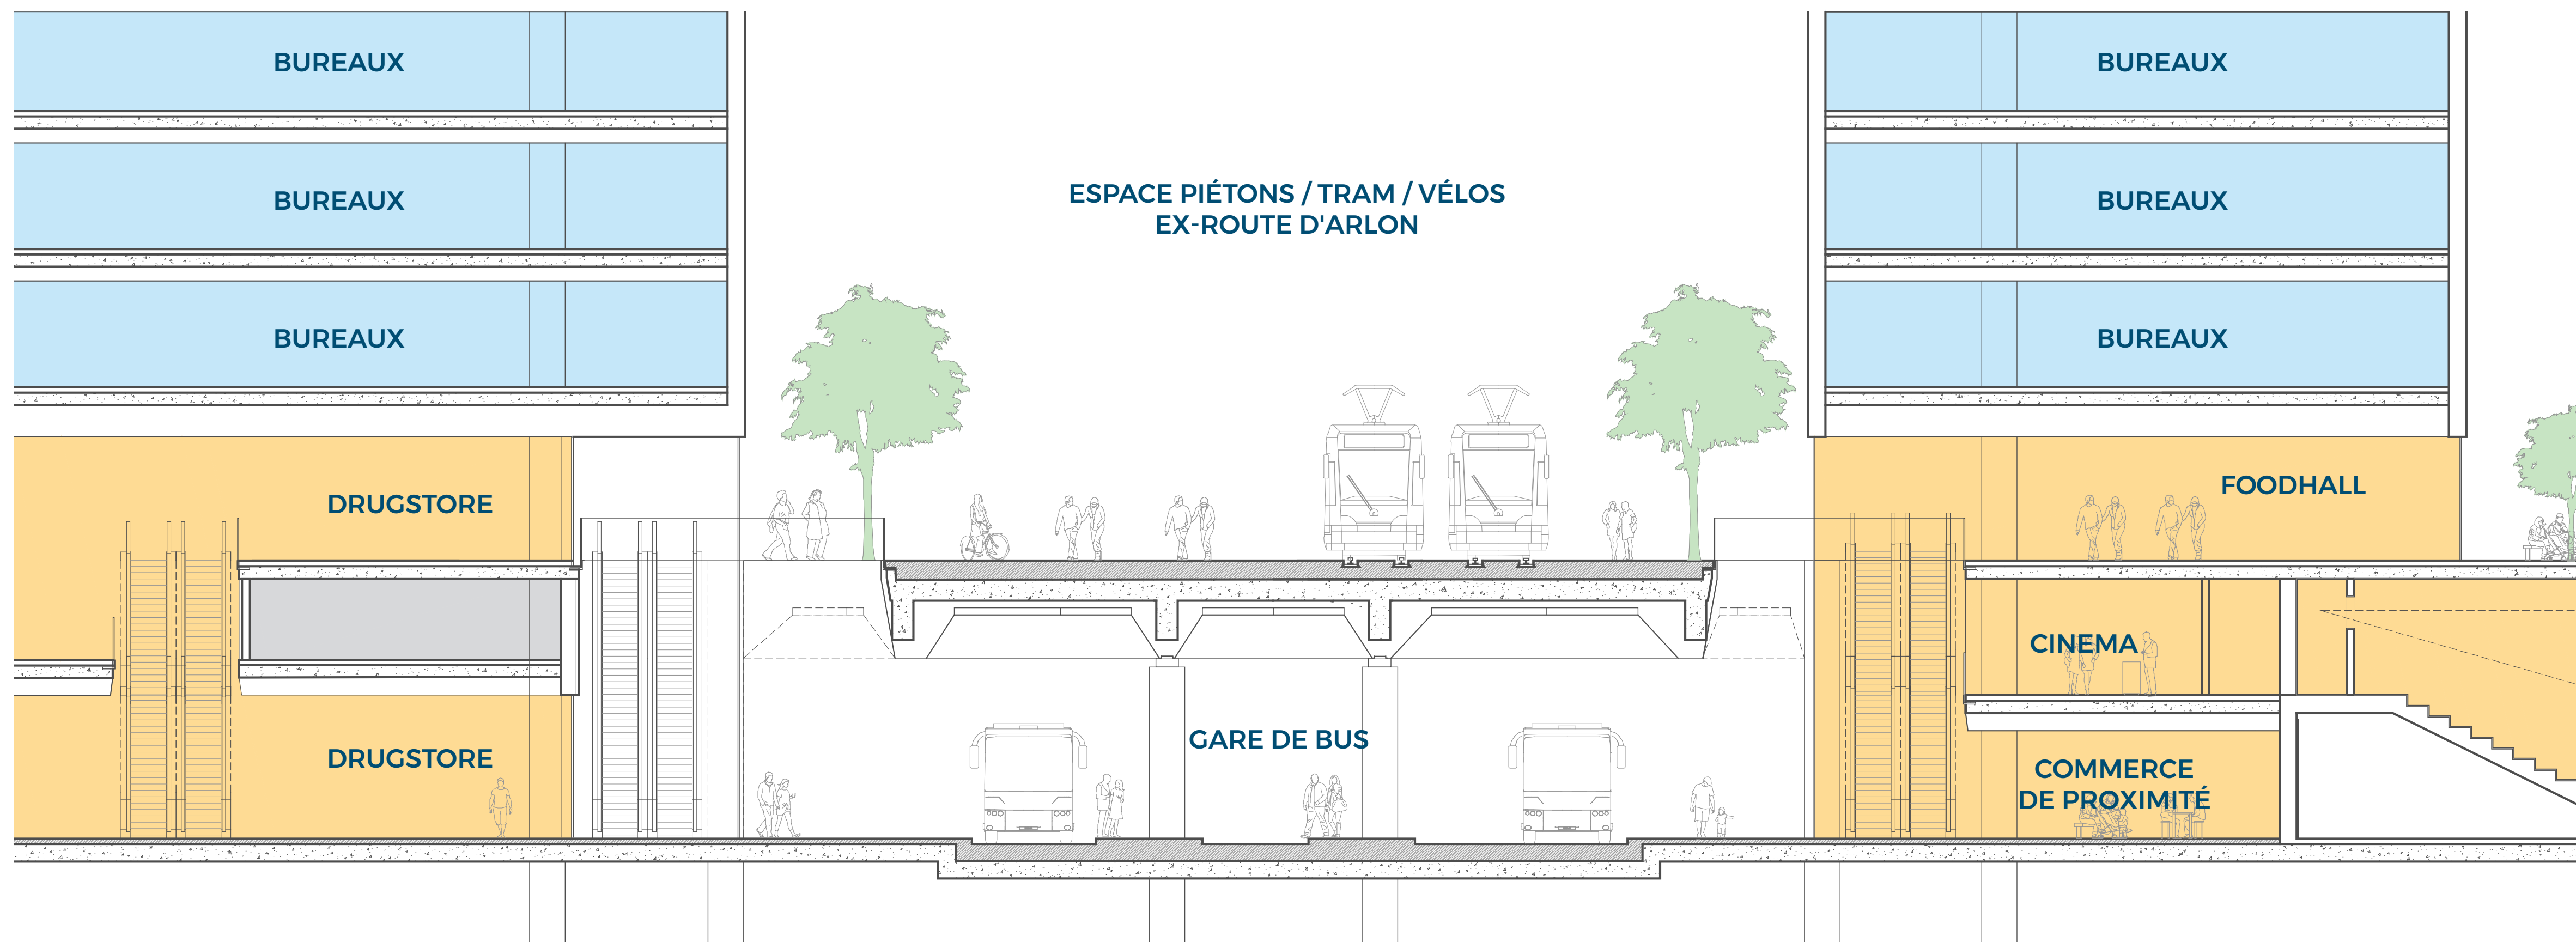 BUREAUX
BUREAUX
BUREAUX
BUREAUX
ESPACE PIÉTONS / TRAM / VÉLOS
EX-ROUTE D'ARLON
BUREAUX
BUREAUX
DRUGSTORE
FOODHALL
CINEMA
GARE DE BUS
DRUGSTORE
COMMERCE
DE PROXIMITÉ